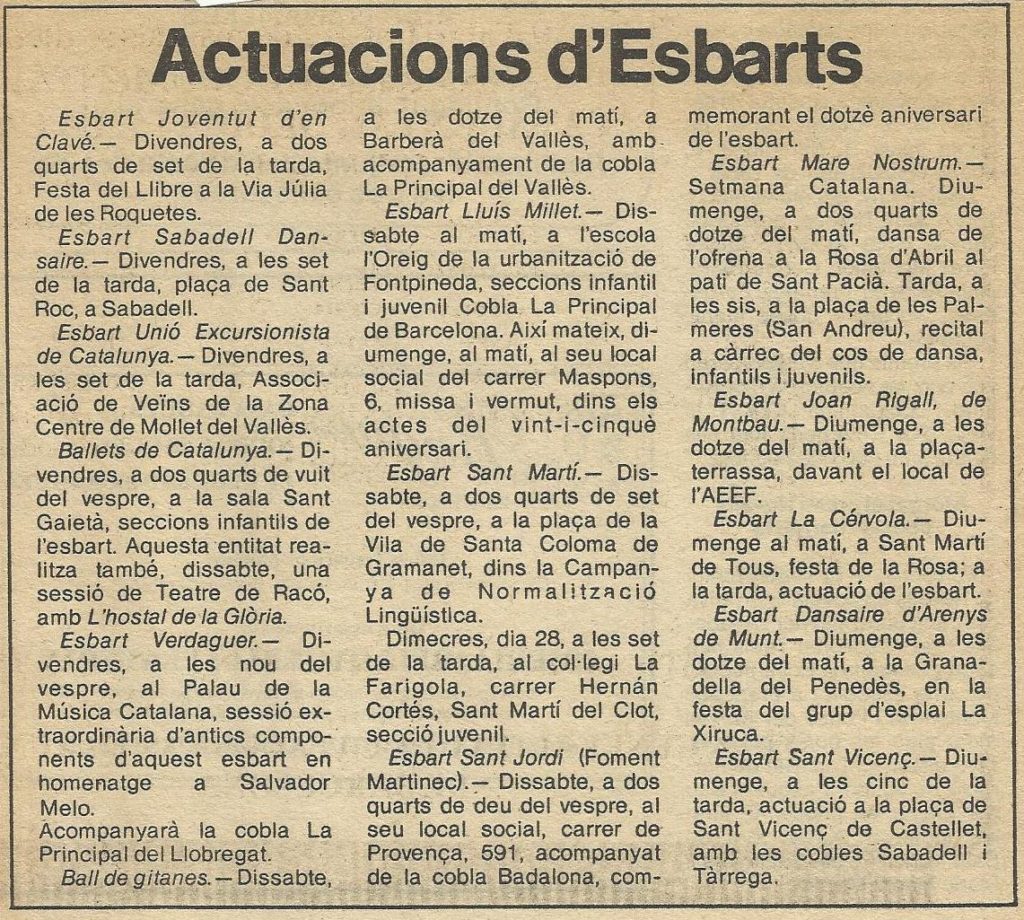 Actuacions d'Esbarts
Esbart Joventut d'en
Clavé.— Divendres, a dos
quarts de set de la tarda,
Festa del Llibre a la Via Júlia
de les Roquetes.
Esbart Sabadell Dan-
saire.— Divendres, a les set
de la tarda, plaça de Sant
Roc, a Sabadell.
Esbart Unió Excursionista
de Catalunya.— Divendres, a
les set de la tarda, Associ-
ació de Veïns de la Zona
Centre de Mollet del Vallès.
Ballets de Catalunya.— Di-
vendres, a dos quarts de vuit
del vespre, a la sala Sant
Gaietà, seccions infantils de
l'esbart. Aquesta entitat rea-
litza també, dissabte, una
sessió de Teatre de Racó,
amb L'hostal de la Glòria.
Esbart Verdaguer.— Di-
vendres, a les nou del
vespre, al Palau de la
Música Catalana, sessió ex-
traordinària d'antics compo-
nents d'aquest esbart en
homenatge a Salvador
Melo.
Acompanyarà la cobla La
Principal del Llobregat.
Ball de gitanes.— Dissabte,
a les dotze del matí, a
Barberà del Vallès, amb
acompanyament de la cobla
La Principal del Vallès.
Esbart Lluís Millet.— Dis-
sabte al matí, a l'escola
l'Oreig de la urbanització de
Fontpineda, seccions infantil
i juvenil Cobla La Principal
de Barcelona. Així mateix, di-
umenge, al matí, al seu local
social del carrer Maspons,
6, missa i vermut, dins els
actes del vint-i-cinquè
aniversari.
Esbart Sant Martí.— Dis-
sabte, a dos quarts de set
del vespre, a la plaça de la
Vila de Santa Coloma de
Gramanet, dins la Campan-
ya de Normalització
Lingüística.
Dimecres, dia 28, a les set
de la tarda, al col·legi La
Farigola, carrer Hernán
Cortés, Sant Martí del Clot,
secció juvenil.
Esbart Sant Jordi (Foment
Martinec).— Dissabte, a dos
quarts de deu del vespre, al
seu local social, carrer de
Provença, 591, acompanyat
de la cobla Badalona, com-
memorant el dotzè aniversari
de l'esbart.
Esbart Mare Nostrum.—
Setmana Catalana. Diu-
menge, a dos quarts de
dotze del matí, dansa de
l'ofrena a la Rosa d'Abril al
pati de Sant Pacià. Tarda, a
les sis, a la plaça de les Pal-
meres (San Andreu), recital
a càrrec del cos de dansa,
infantils i juvenils.
Esbart Joan Rigall, de
Montbau.— Diumenge, a les
dotze del matí, a la plaça-
terrassa, davant el local de
l'AEEF.
Esbart La Cérvola.— Diu-
menge al matí, a Sant Martí
de Tous, festa de la Rosa; a
la tarda, actuació de l'esbart.
Esbart Dansaire d'Arenys
de Munt.— Diumenge, a les
dotze del matí, a la Grana-
della del Penedès, en la
festa del grup d'esplai La
Xiruca.
Esbart Sant Vicenç.— Diu-
menge, a les cinc de la
tarda, actuació a la plaça de
Sant Vicenç de Castellet,
amb les cobles Sabadell i
Tàrrega.